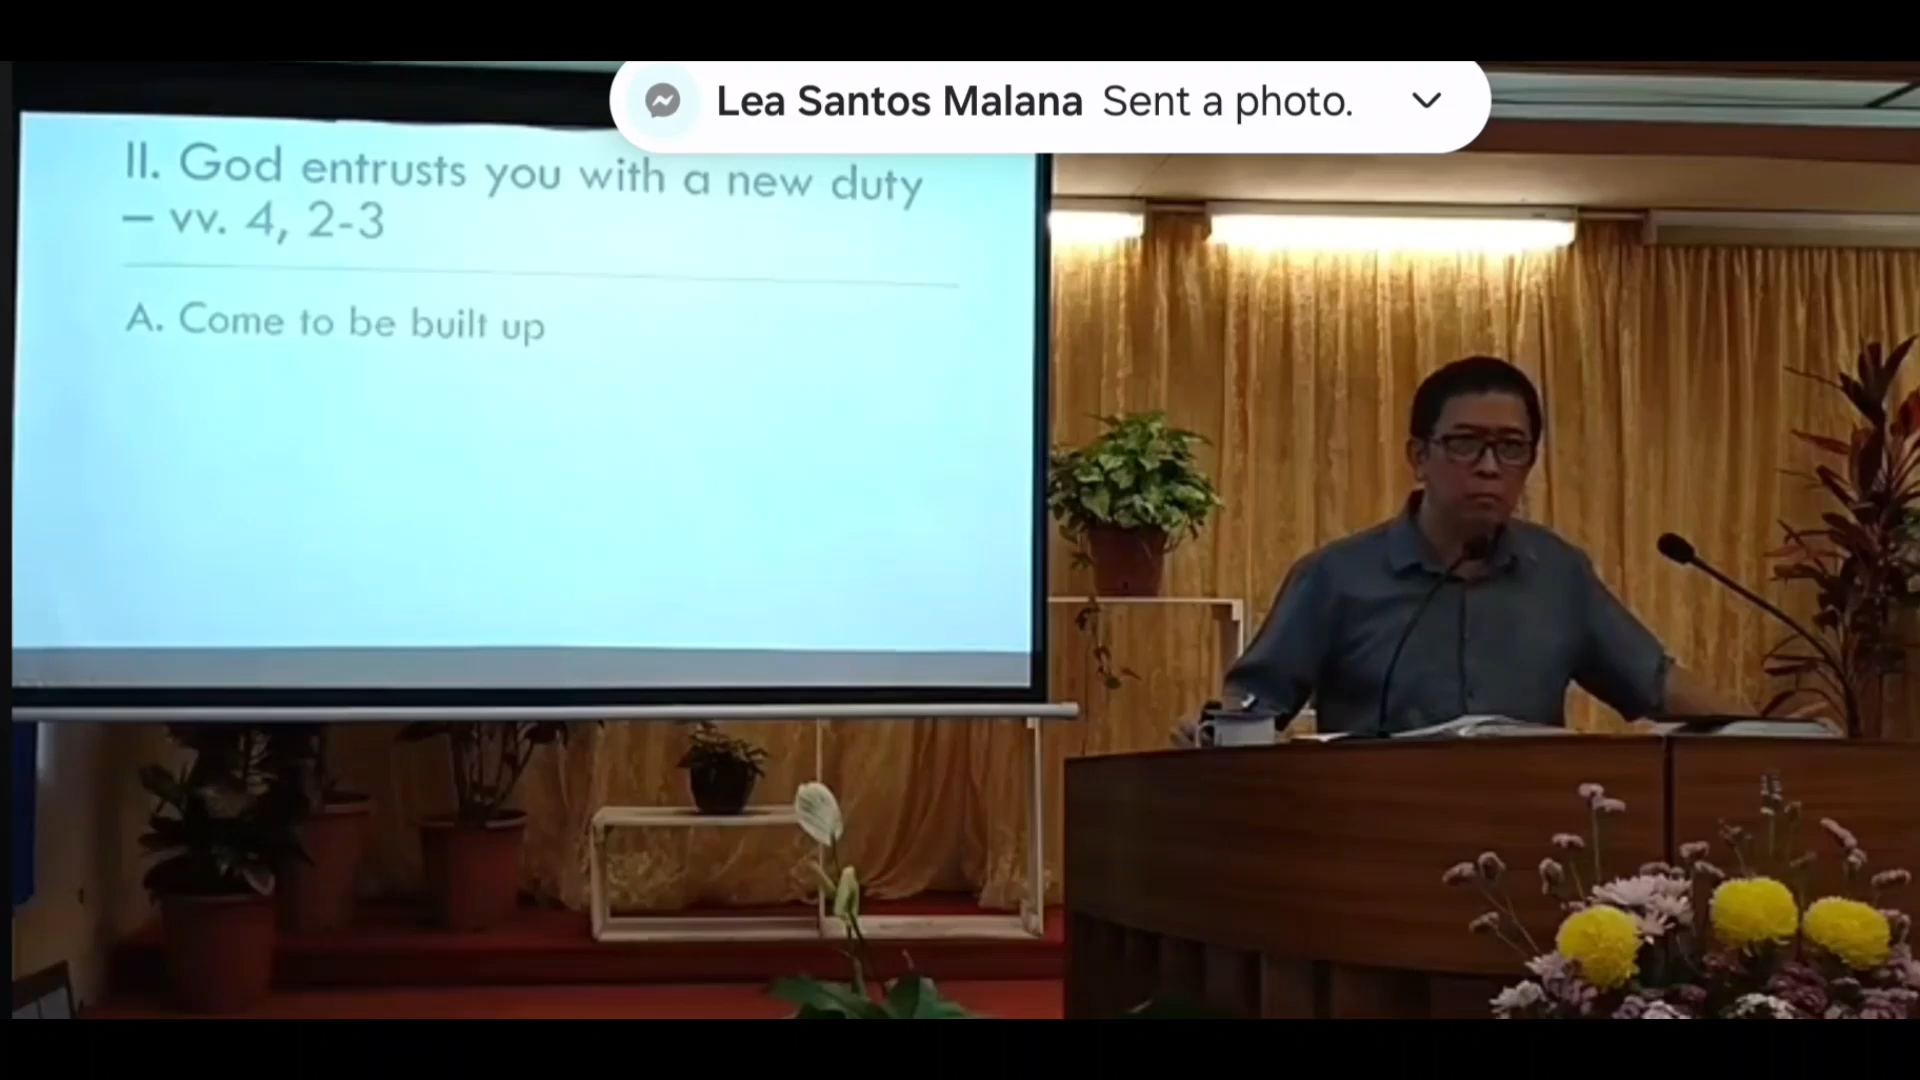 Lea Santos Malana Sent a photo.
II. God entrusts you with a new duty
– vv. 4, 2-3
A. Come to be built up